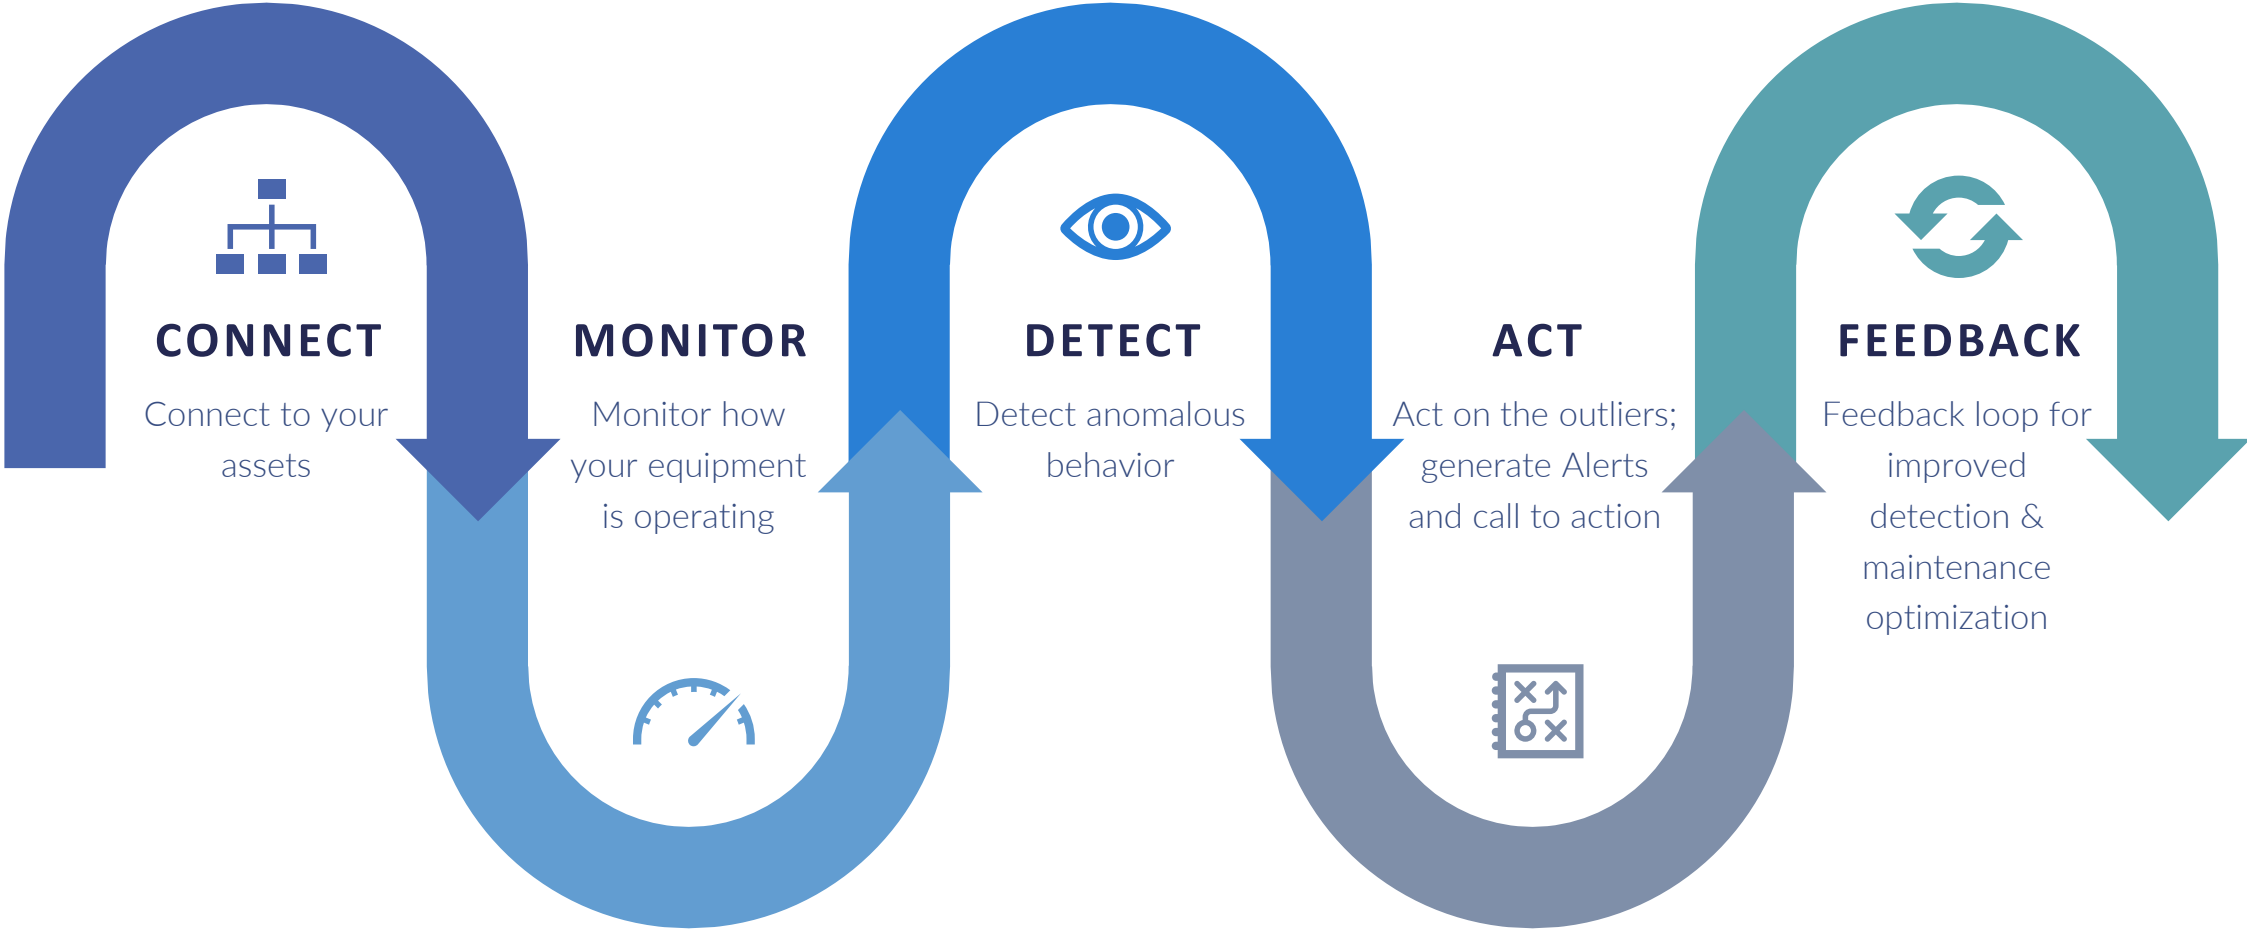 CONNECT
Connect to your
assets
MONITOR
Monitor how
your equipment
is operating
DETECT
Detect anomalous
behavior
ACT
Act on the outliers;
generate Alerts
and call to action
FEEDBACK
Feedback loop for
improved
detection &
maintenance
optimization